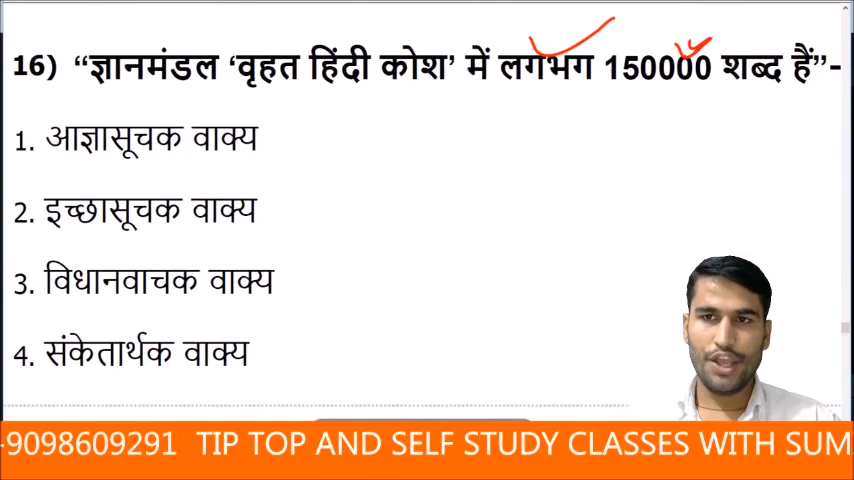 16) “ज्ञानमंडल ‘वृहत हिंदी कोश’ में लगभग 150000 शब्द हैं”-
1. आज्ञासूचक वाक्य
2. इच्छासूचक वाक्य
3. विधानवाचक वाक्य
4. संकेतार्थक वाक्य
-9098609291 TIP TOP AND SELF STUDY CLASSES WITH SUM